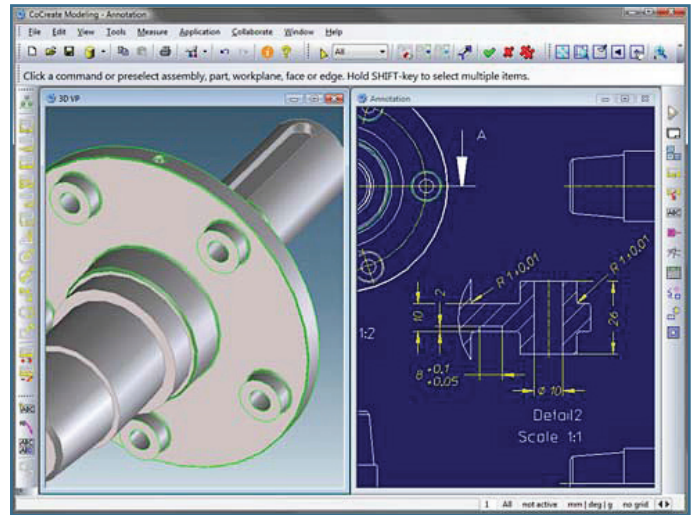 CoCreate Modeling - Annotation
File Edit View Tools Measure Application Collaborate Window Help
All
Click a command or preselect assembly, part, workplane, face or edge. Hold SHIFT-key to select multiple items.
3D VP
Annotation
A
R 1±0.01
R 1±0.01
2
10
26
1:2
8 +0.1
+0.05
ø 10
Detail2
Scale 1:1
ABC
ABC
1 All not active mm | deg | g no grid